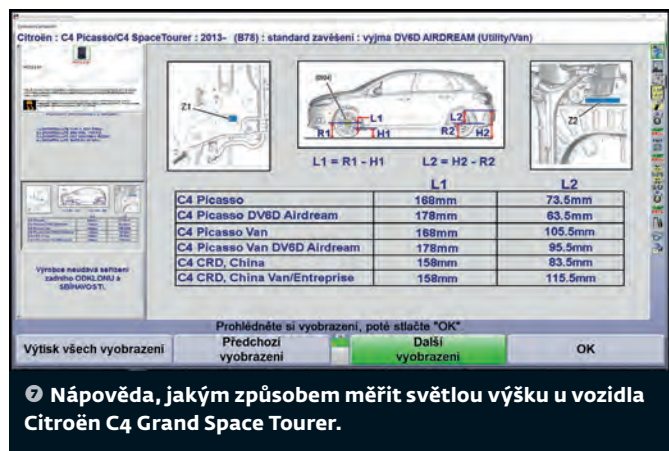 Citroën : C4 Picasso/C4 SpaceTourer : 2013- (B78) : standard zavěšení : vyjma DV6D AIRDREAM (Utility/Van)
Z1
L1
R1
H1
L2
R2
H2
Z2
L1 = R1 - H1 L2 = H2 - R2
L1 L2
C4 Picasso 168mm 73.5mm
C4 Picasso DV6D Airdream 178mm 63.5mm
C4 Picasso Van 168mm 105.5mm
C4 Picasso Van DV6D Airdream 178mm 95.5mm
C4 CRD, China 158mm 83.5mm
C4 CRD, China Van/Entreprise 158mm 115.5mm
Výrobce neudává seřízení
zadního ODKLONU a
SBÍHAVOSTI.
Prohlédněte si vyobrazení, poté stlačte "OK"
Výtisk všech vyobrazení
Předchozí
vyobrazení
Další
vyobrazení
OK
7 Nápověda, jakým způsobem měřit světlou výšku u vozidla
Citroën C4 Grand Space Tourer.